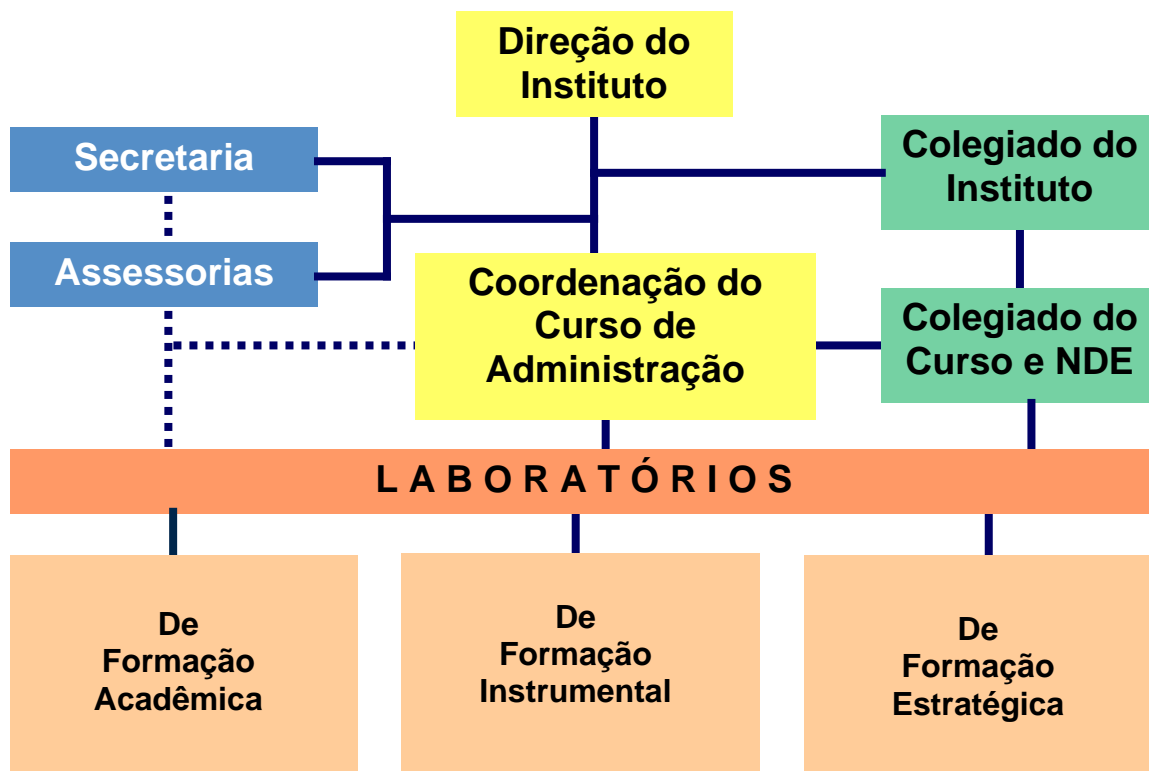 Direção do
Instituto
Secretaria
Colegiado do
Instituto
Assessorias
Coordenação do
Curso de
Administração
Colegiado do
Curso e NDE
L A B O R A T Ó R I O S
De
Formação
Acadêmica
De
Formação
Instrumental
De
Formação
Estratégica